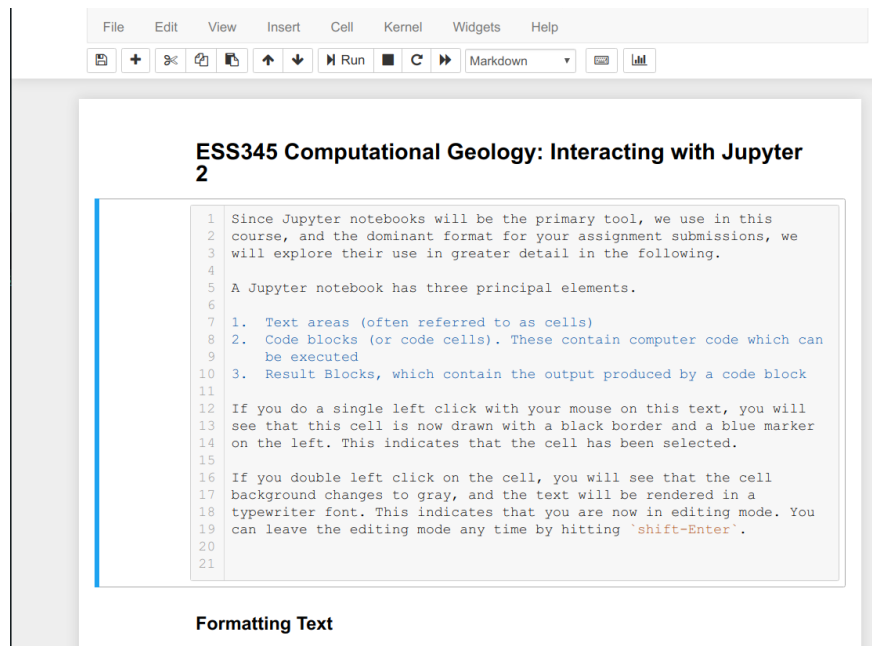 File Edit View Insert Cell Kernel Widgets Help
Run Markdown
ESS345 Computational Geology: Interacting with Jupyter
2
1 Since Jupyter notebooks will be the primary tool, we use in this
2 course, and the dominant format for your assignment submissions, we
3 will explore their use in greater detail in the following.
4
5 A Jupyter notebook has three principal elements.
6
7 1. Text areas (often referred to as cells)
8 2. Code blocks (or code cells). These contain computer code which can
9 be executed
10 3. Result Blocks, which contain the output produced by a code block
11
12 If you do a single left click with your mouse on this text, you will
13 see that this cell is now drawn with a black border and a blue marker
14 on the left. This indicates that the cell has been selected.
15
16 If you double left click on the cell, you will see that the cell
17 background changes to gray, and the text will be rendered in a
18 typewriter font. This indicates that you are now in editing mode. You
19 can leave the editing mode any time by hitting `shift-Enter`.
20
21
Formatting Text